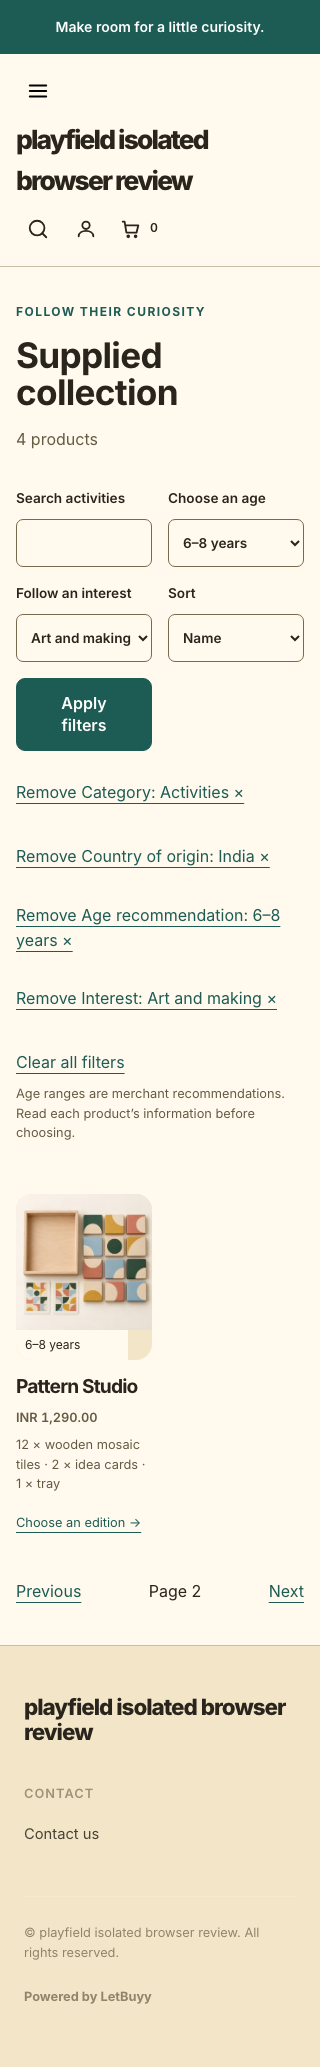 Make room for a little curiosity.
playfield isolated
browser review
0
FOLLOW THEIR CURIOSITY
Supplied
collection
4 products
Search activities
Choose an age
6–8 years
Follow an interest
Sort
Art and making
Name
Apply
filters
Remove Category: Activities ×
Remove Country of origin: India ×
Remove Age recommendation: 6–8
years ×
Remove Interest: Art and making ×
Clear all filters
Age ranges are merchant recommendations.
Read each product’s information before
choosing.
6–8 years
Pattern Studio
INR 1,290.00
12 × wooden mosaic
tiles · 2 × idea cards ·
1 × tray
Choose an edition →
Previous
Page 2
Next
playfield isolated browser
review
CONTACT
Contact us
© playfield isolated browser review. All
rights reserved.
Powered by LetBuyy